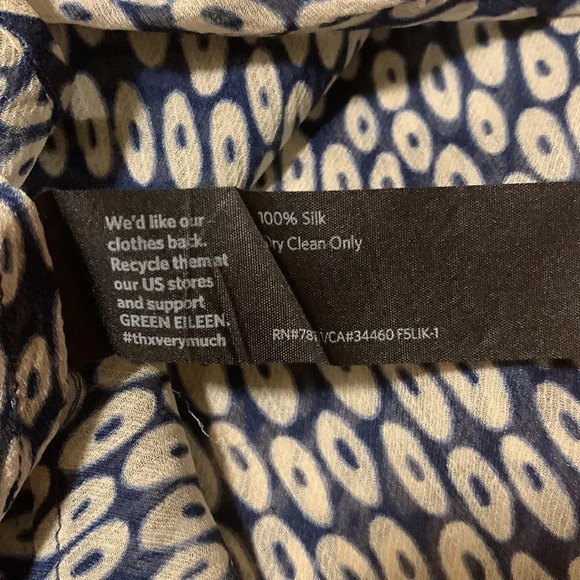 We'd like our
clothes back.
Recycle them at
our US stores
and support
GREEN EILEEN.
#thxverymuch
100% Silk
Dry Clean Only
CA#34460 F5LIK-1